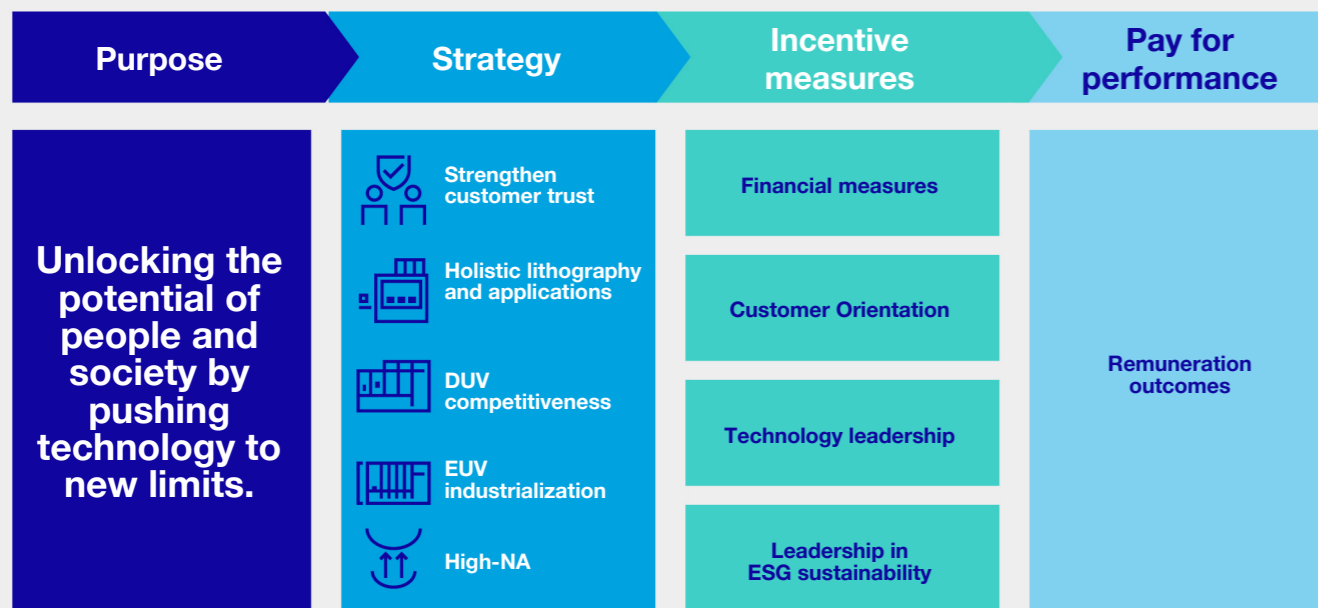 Purpose
Strategy
Incentive
measures
Pay for
performance
Unlocking the
potential of
people and
society by
pushing
technology to
new limits.
Strengthen
customer trust
Holistic lithography
and applications
DUV
competitiveness
EUV
industrialization
High-NA
Financial measures
Customer Orientation
Technology leadership
Leadership in
ESG sustainability
Remuneration
outcomes